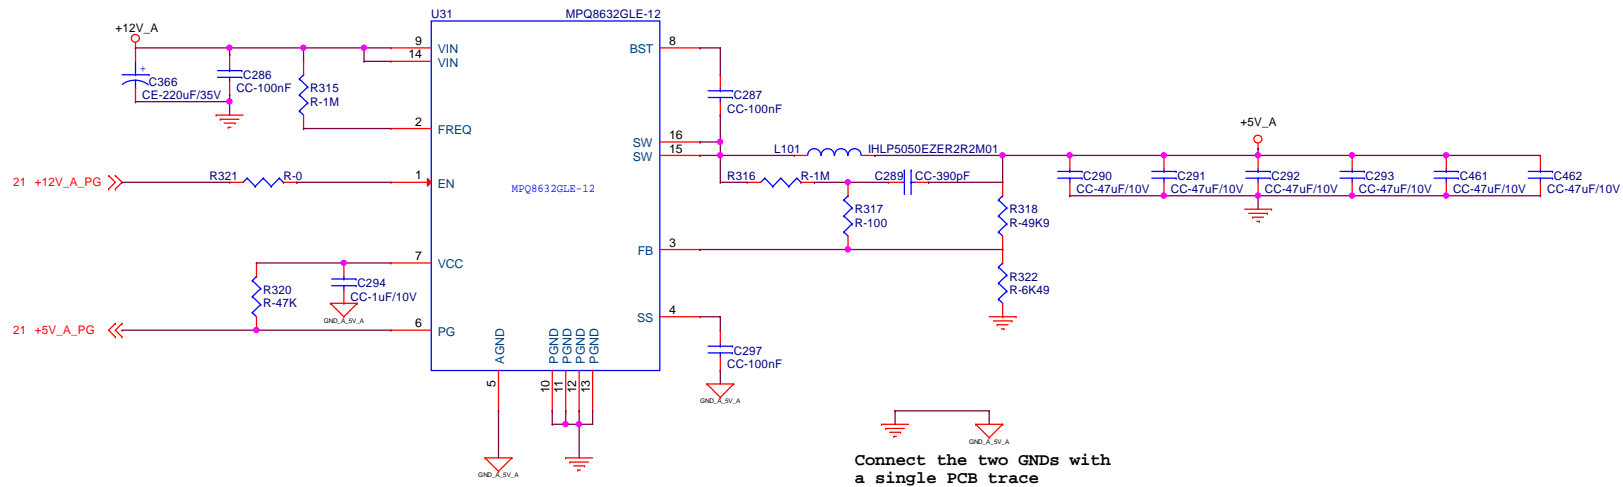 U31 MPQ8632GLE-12
+12V_A
9 VIN
14 VIN
BST 8
+
C366
CE-220uF/35V
C286
CC-100nF
R315
R-1M
C287
CC-100nF
2 FREQ
+5V_A
SW 16
SW 15
L101 IHLP5050EZER2R2M01
21 +12V_A_PG
R321 R-0
1 EN
MPQ8632GLE-12
R316 R-1M
C289 CC-390pF
C290
CC-47uF/10V
C291
CC-47uF/10V
C292
CC-47uF/10V
C293
CC-47uF/10V
C461
CC-47uF/10V
C462
CC-47uF/10V
R317
R-100
R318
R-49K9
FB 3
7 VCC
R320
R-47K
C294
CC-1uF/10V
GND_A_5V_A
R322
R-6K49
SS 4
21 +5V_A_PG
6 PG
C297
CC-100nF
GND_A_5V_A
AGND
PGND
PGND
PGND
PGND
5
10
11
12
13
GND_A_5V_A
GND_A_5V_A
Connect the two GNDs with
a single PCB trace